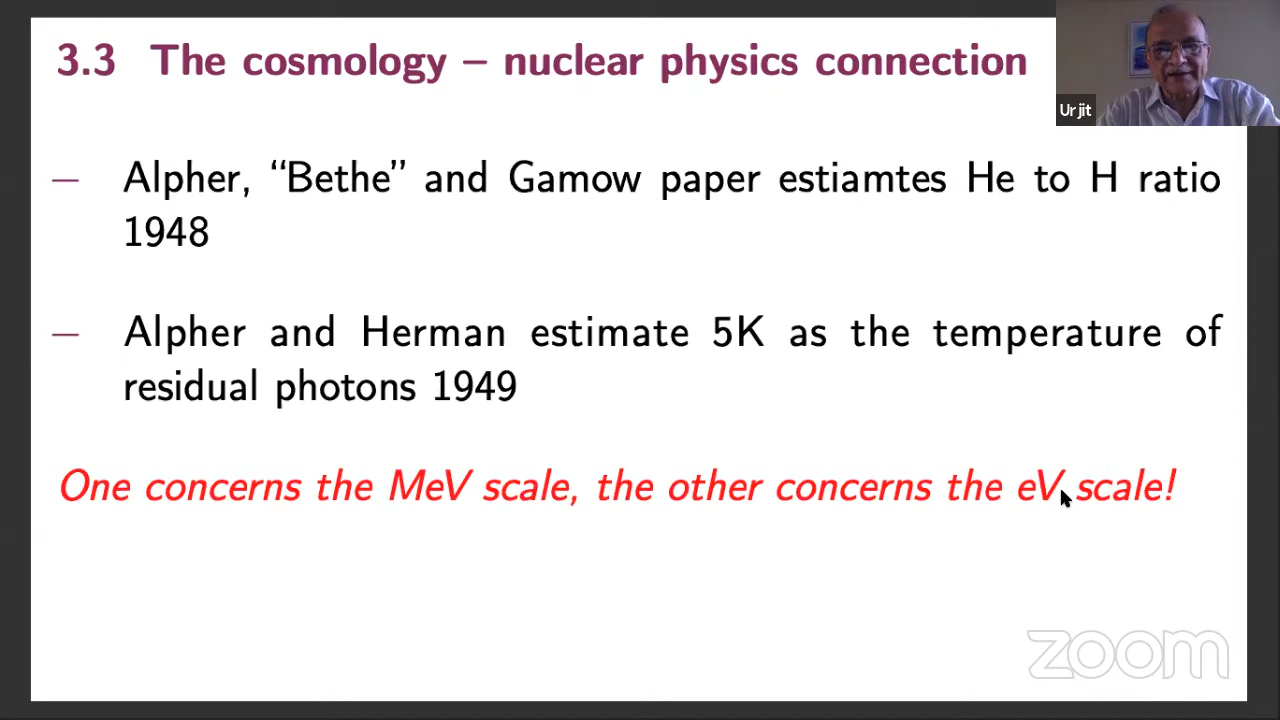 3.3 The cosmology – nuclear physics connection
Urjit
– Alpher, “Bethe” and Gamow paper estiamtes He to H ratio
1948
– Alpher and Herman estimate 5K as the temperature of
residual photons 1949
One concerns the MeV scale, the other concerns the eV scale!
zoom